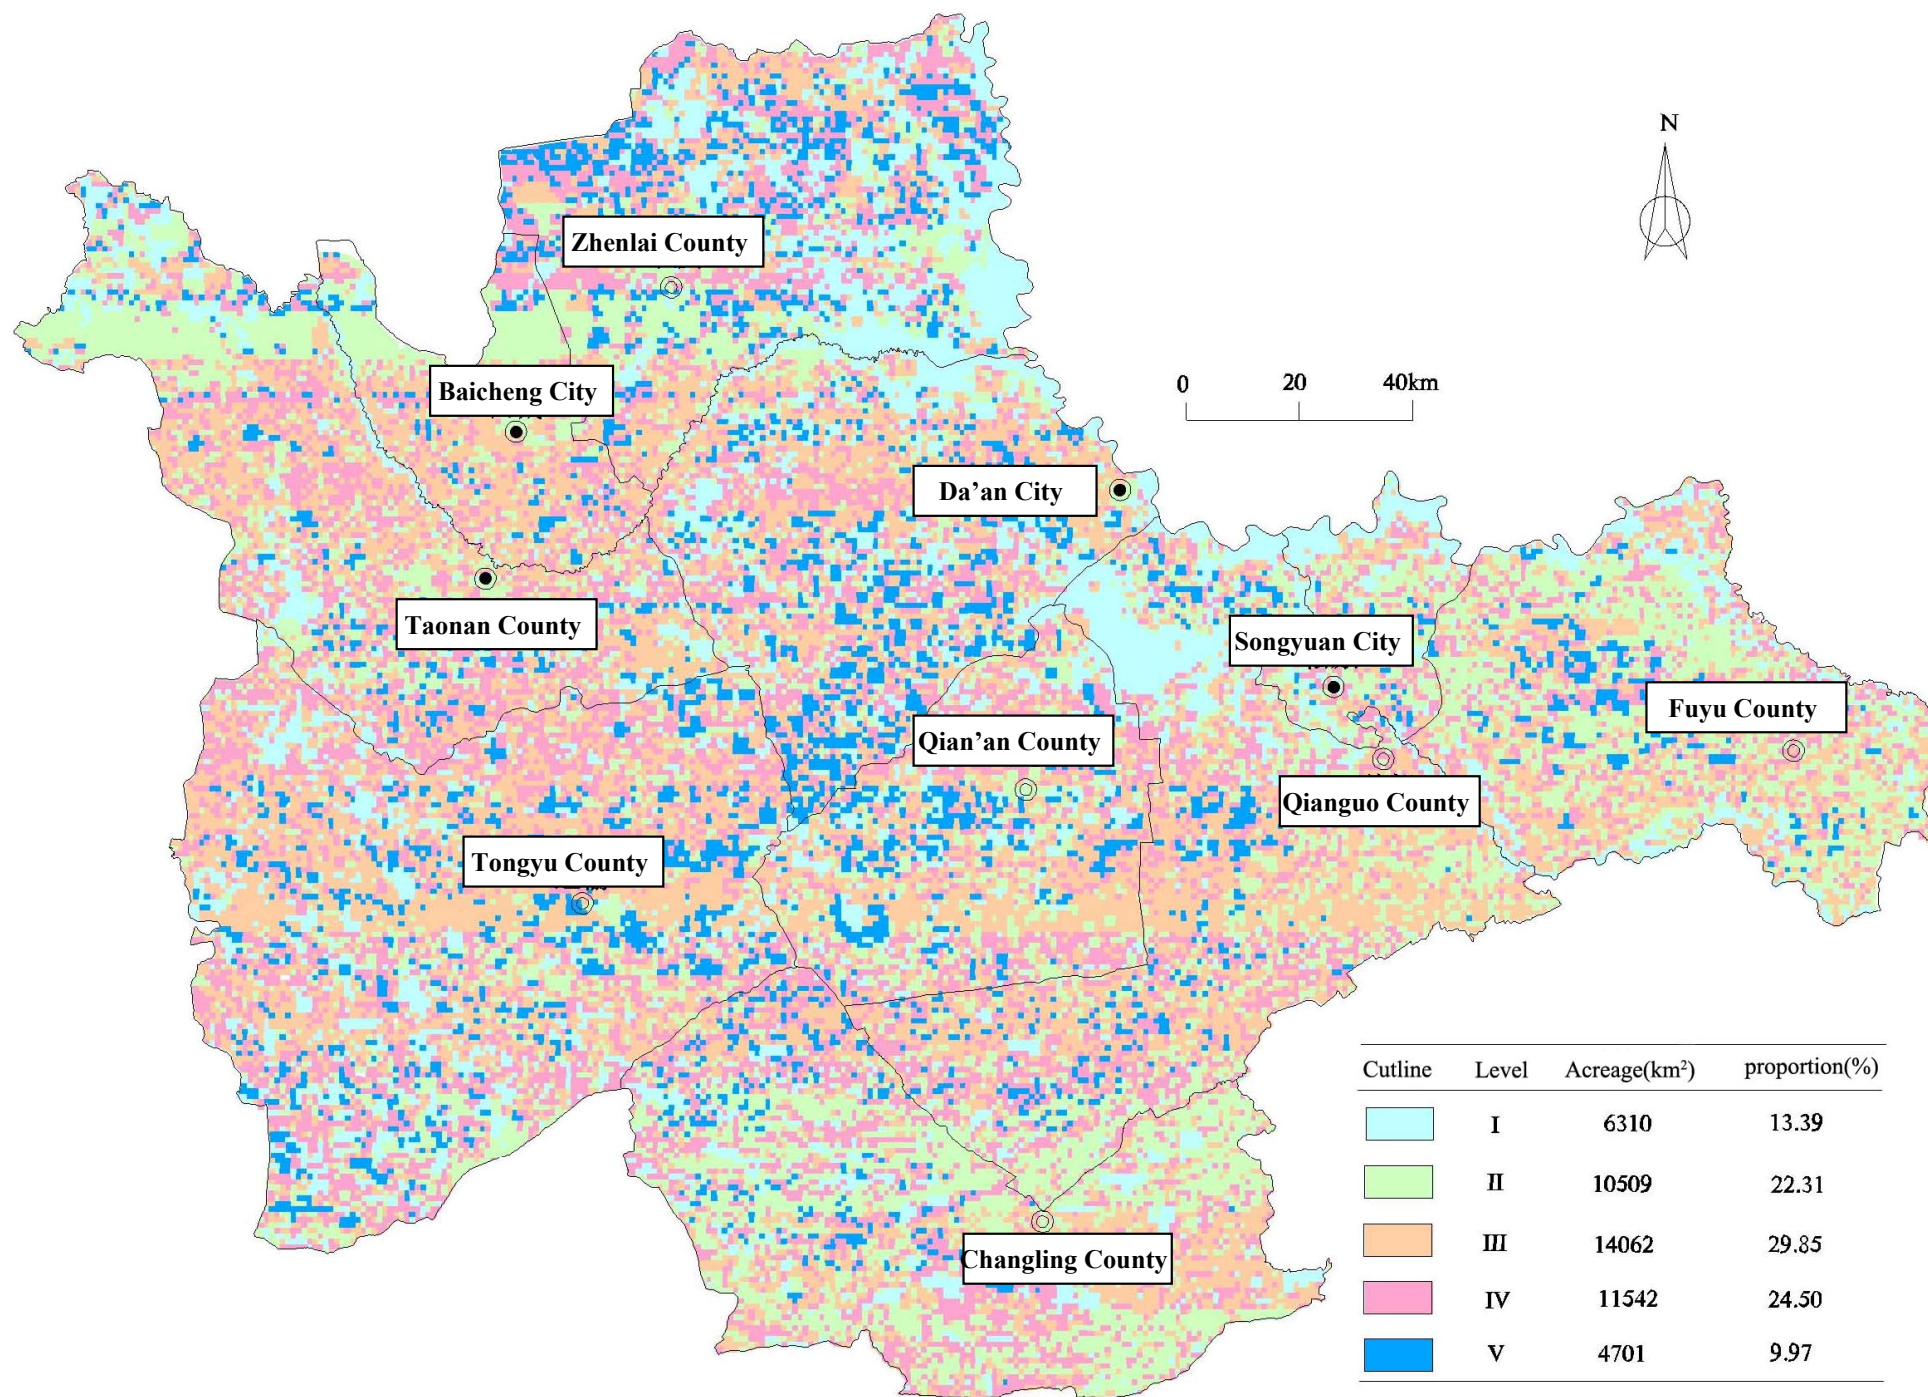 N
Zhenlai County
Baicheng City
0 20 40km
Da’an City
Taonan County
Songyuan City
Fuyu County
Qian’an County
Qianguo County
Tongyu County
Changling County
Cutline Level Acreage(km²) proportion(%)
I 6310 13.39
II 10509 22.31
III 14062 29.85
IV 11542 24.50
V 4701 9.97